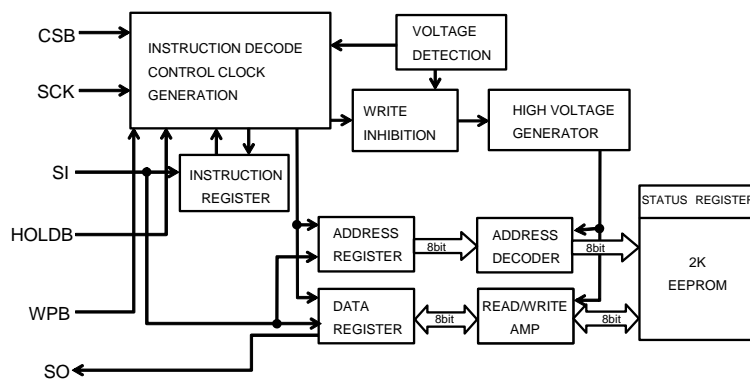 CSB
SCK
SI
HOLDB
WPB
SO
INSTRUCTION DECODE
CONTROL CLOCK
GENERATION
VOLTAGE
DETECTION
WRITE
INHIBITION
HIGH VOLTAGE
GENERATOR
INSTRUCTION
REGISTER
ADDRESS
REGISTER
8bit
ADDRESS
DECODER
8bit
DATA
REGISTER
8bit
READ/WRITE
AMP
8bit
STATUS REGISTER
2K
EEPROM